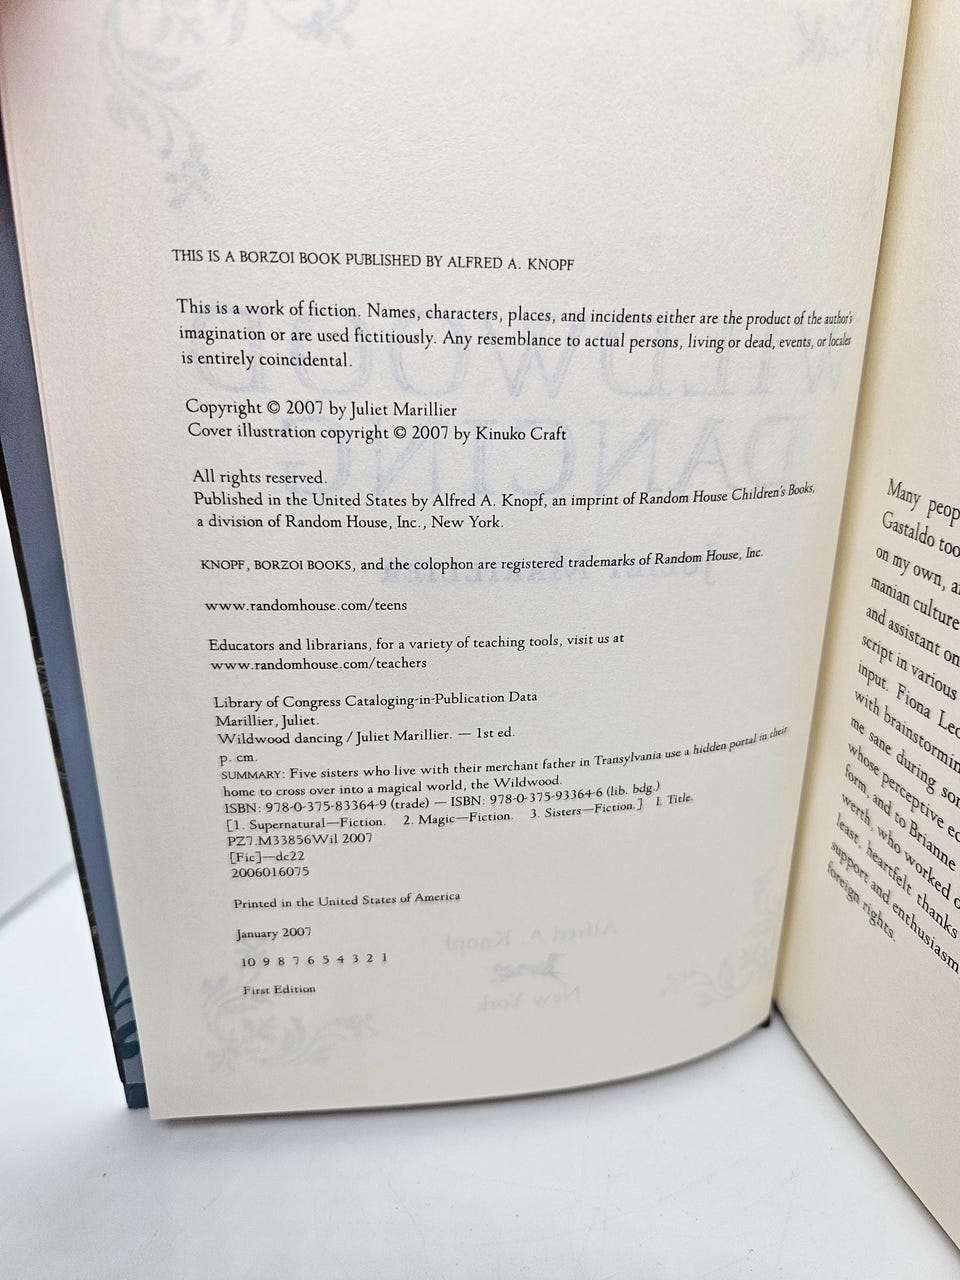 THIS IS A BORZOI BOOK PUBLISHED BY ALFRED A. KNOPF
This is a work of fiction. Names, characters, places, and incidents either are the product of the author's
imagination or are used fictitiously. Any resemblance to actual persons, living or dead, events, or locales
is entirely coincidental.
Copyright © 2007 by Juliet Marillier
Cover illustration copyright © 2007 by Kinuko Craft
All rights reserved.
Published in the United States by Alfred A. Knopf, an imprint of Random House Children's Books,
a division of Random House, Inc., New York.
KNOPF, BORZOI BOOKS, and the colophon are registered trademarks of Random House, Inc.
www.randomhouse.com/teens
Educators and librarians, for a variety of teaching tools, visit us at
www.randomhouse.com/teachers
Library of Congress Cataloging-in-Publication Data
Marillier, Juliet.
Wildwood dancing / Juliet Marillier. — 1st ed.
p. cm.
SUMMARY: Five sisters who live with their merchant father in Transylvania use a hidden portal in their
home to cross over into a magical world, the Wildwood.
ISBN: 978-0-375-83364-9 (trade) — ISBN: 978-0-375-93364-6 (lib. bdg.)
[1. Supernatural—Fiction. 2. Magic—Fiction. 3. Sisters—Fiction.] I. Title.
PZ7.M33856Wil 2007
[Fic]—dc22
2006016075
Printed in the United States of America
January 2007
10 9 8 7 6 5 4 3 2 1
First Edition
Many
Gastaldo
on my own,
manian culture
and assistant on
script in various
input. Fiona
with
me sane during
whose perceptive
form, and to Brianne
werth, who worked
least, heartfelt thanks
support and enthusiasm
foreign rights.